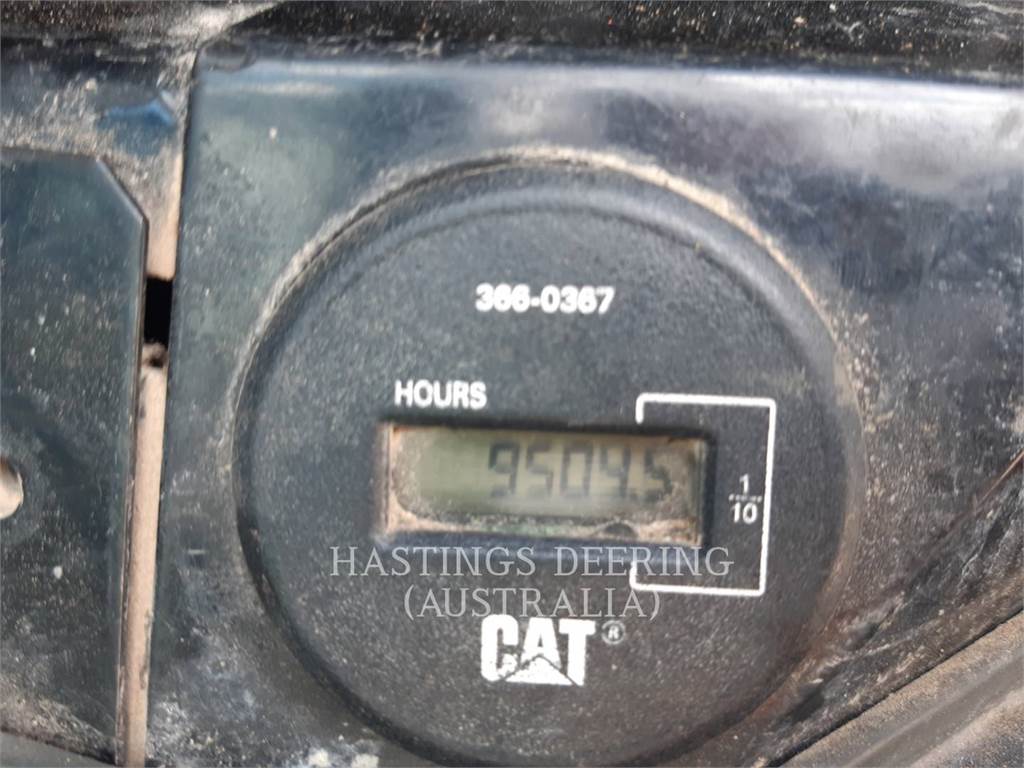 366-0367
HOURS
9504.5
1
10
HASTINGS DEERING
(AUSTRALIA)
CAT®